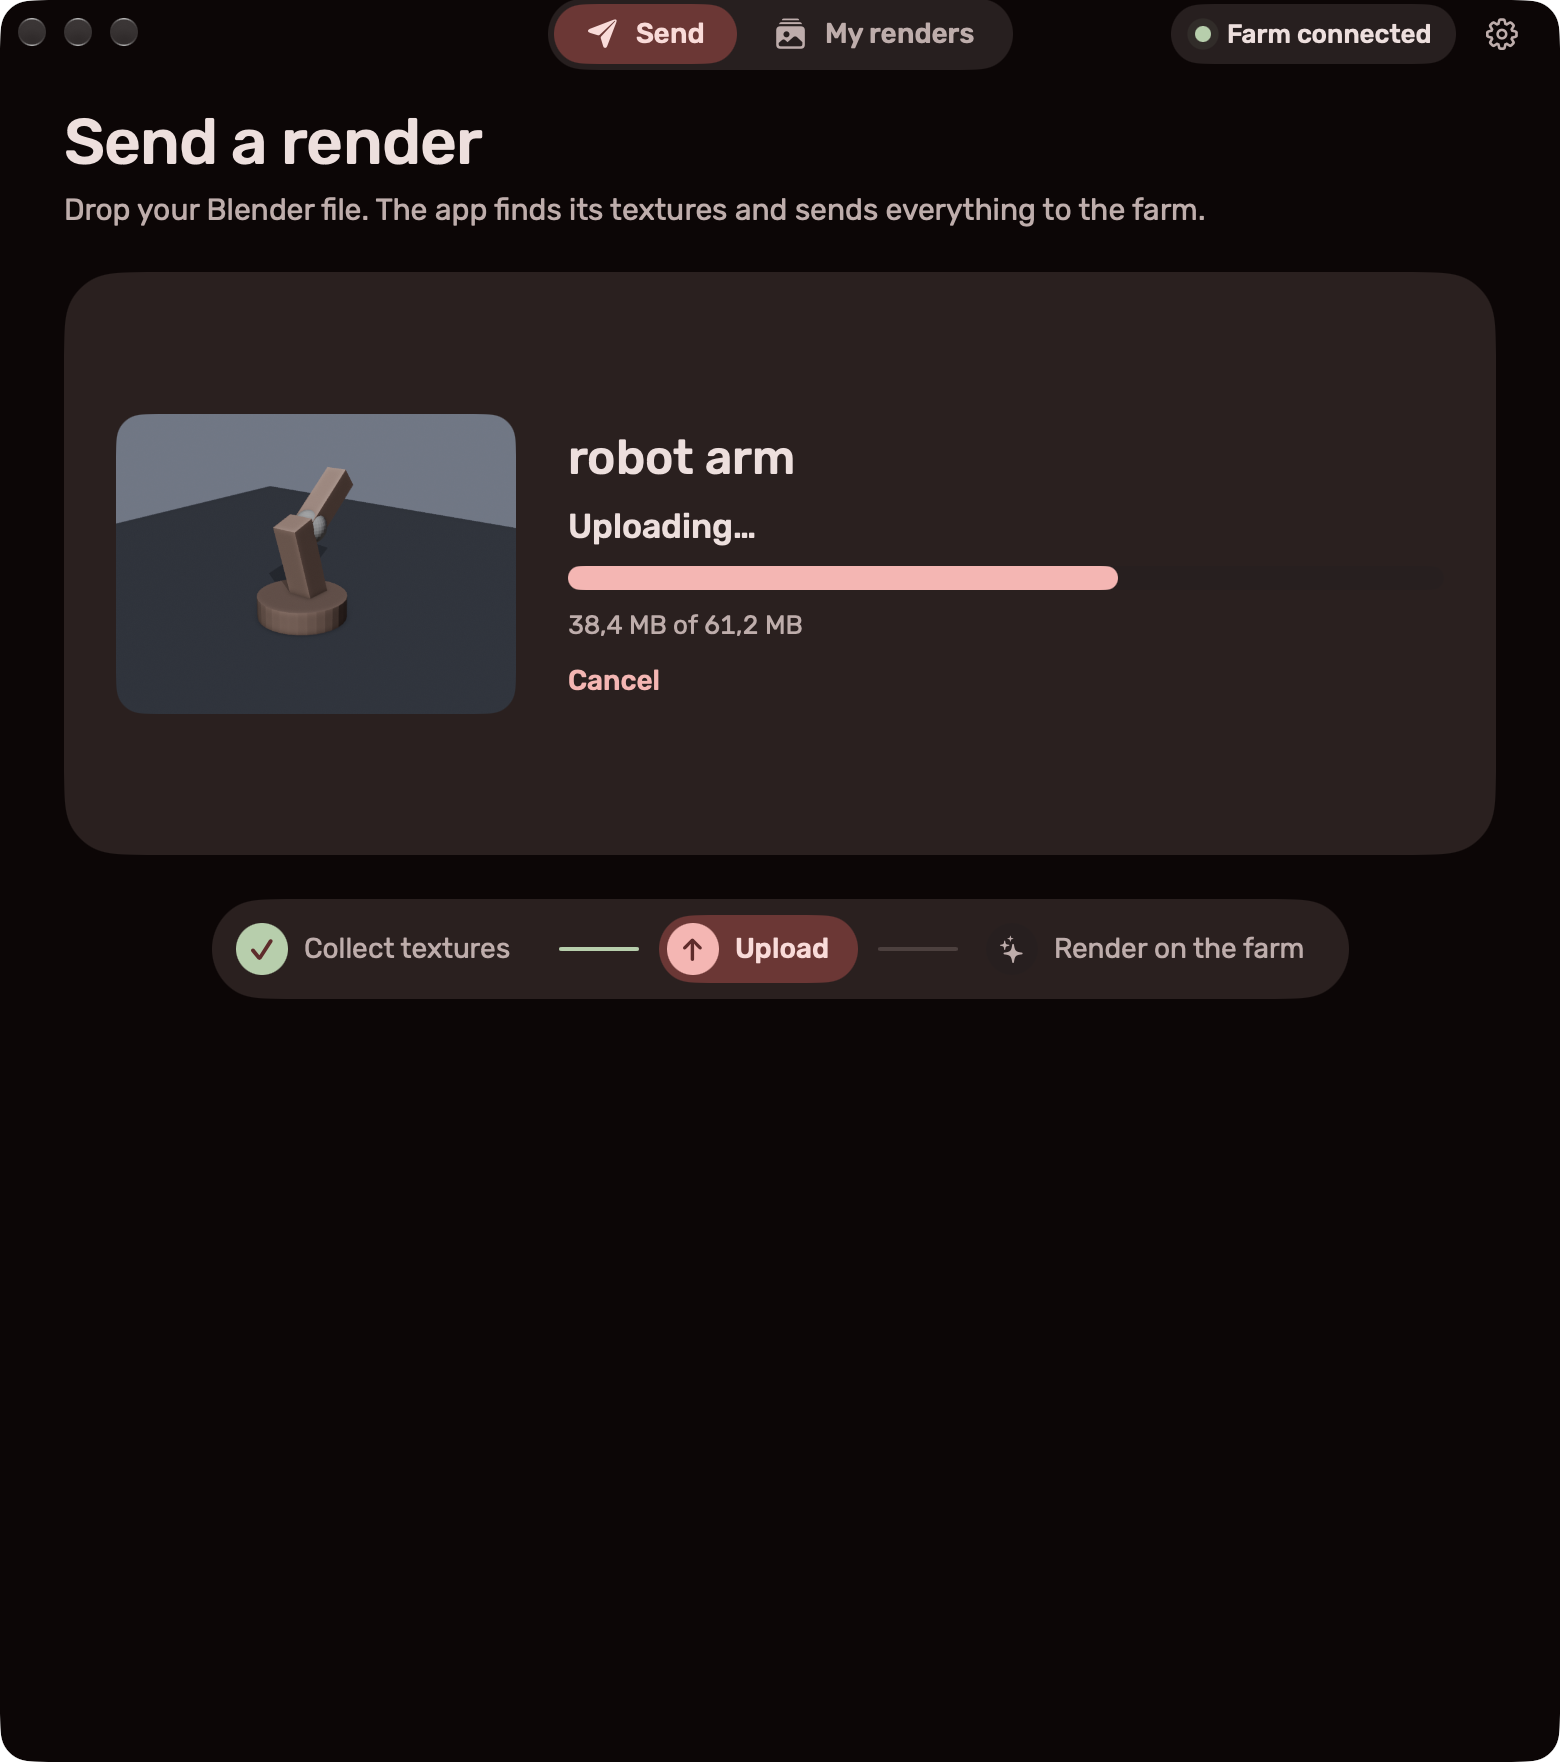 Send
My renders
Farm connected
Send a render
Drop your Blender file. The app finds its textures and sends everything to the farm.
robot arm
Uploading...
38,4 MB of 61,2 MB
Cancel
Collect textures
Upload
Render on the farm